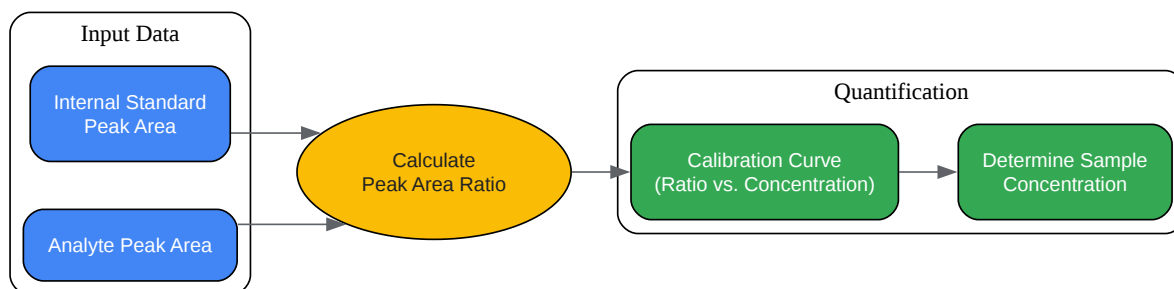 Input Data
Internal Standard
Peak Area
Analyte Peak Area
Calculate
Peak Area Ratio
Quantification
Calibration Curve
(Ratio vs. Concentration)
Determine Sample
Concentration